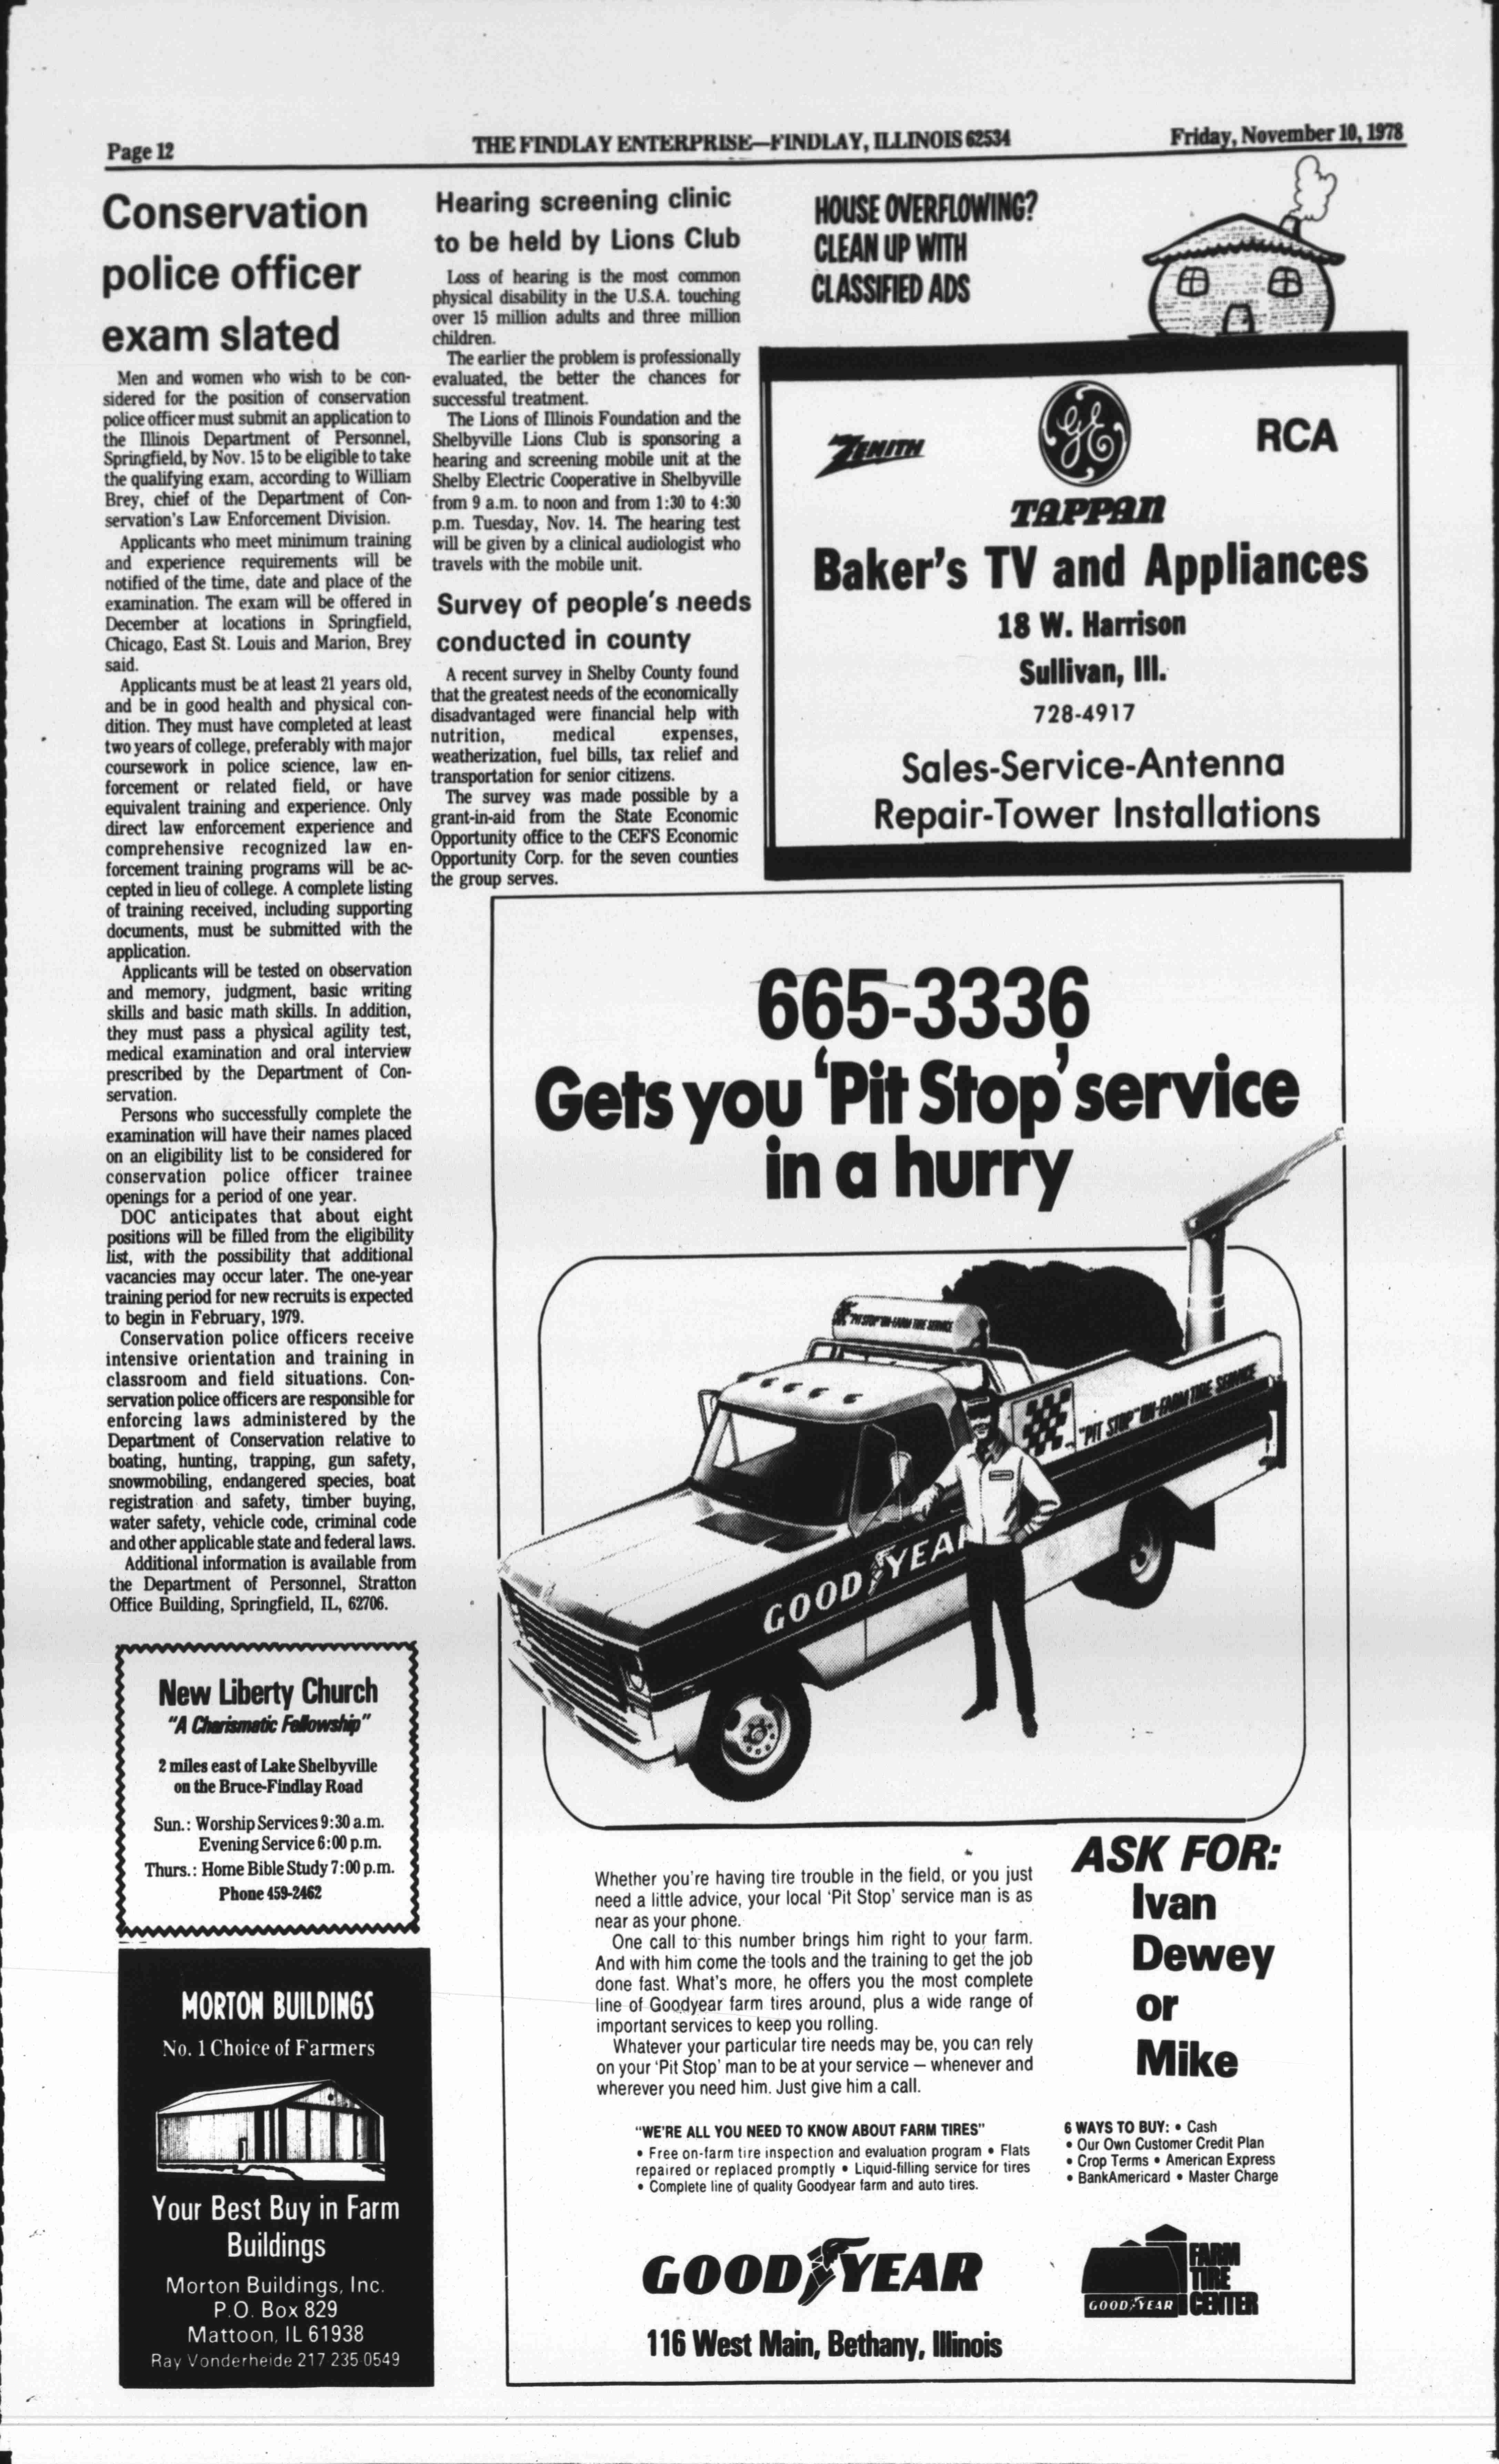 Page 12
THE FINDLAY ENTERPRISE—FINDLAY, ILLINOIS 62534
Friday, November 10, 1978
Conservation
police officer
exam slated
Men and women who wish to be con-
sidered for the position of conservation
police officer must submit an application to
the Illinois Department of Personnel,
Springfield, by Nov. 15 to be eligible to take
the qualifying exam, according to William
Brey, chief of the Department of Con-
servation's Law Enforcement Division.
Applicants who meet minimum training
and experience requirements will be
notified of the time, date and place of the
examination. The exam will be offered in
December at locations in Springfield,
Chicago, East St. Louis and Marion, Brey
said.
Applicants must be at least 21 years old,
and be in good health and physical con-
dition. They must have completed at least
two years of college, preferably with major
coursework in police science, law en-
forcement or related field, or have
equivalent training and experience. Only
direct law enforcement experience and
comprehensive recognized law en-
forcement training programs will be ac-
cepted in lieu of college. A complete listing
of training received, including supporting
documents, must be submitted with the
application.
Applicants will be tested on observation
and memory, judgment, basic writing
skills and basic math skills. In addition,
they must pass a physical agility test,
medical examination and oral interview
prescribed by the Department of Con-
servation.
Persons who successfully complete the
examination will have their names placed
on an eligibility list to be considered for
conservation police officer trainee
openings for a period of one year.
DOC anticipates that about eight
positions will be filled from the eligibility
list, with the possibility that additional
vacancies may occur later. The one-year
training period for new recruits is expected
to begin in February, 1979.
Conservation police officers receive
intensive orientation and training in
classroom and field situations. Con-
servation police officers are responsible for
enforcing laws administered by the
Department of Conservation relative to
boating, hunting, trapping, gun safety,
snowmobiling, endangered species, boat
registration and safety, timber buying,
water safety, vehicle code, criminal code
and other applicable state and federal laws.
Additional information is available from
the Department of Personnel, Stratton
Office Building, Springfield, IL, 62706.
New Liberty Church
"A Charismatic Fellowship"
2 miles east of Lake Shelbyville
on the Bruce-Findlay Road
Sun.: Worship Services 9:30 a.m.
Evening Service 6:00 p.m.
Thurs.: Home Bible Study 7:00 p.m.
Phone 459-2462
MORTON BUILDINGS
No. 1 Choice of Farmers
Your Best Buy in Farm
Buildings
Morton Buildings, Inc.
P.O. Box 829
Mattoon, IL 61938
Ray Vonderheide 217 235-0549
Hearing screening clinic
to be held by Lions Club
Loss of hearing is the most common
physical disability in the U.S.A. touching
over 15 million adults and three million
children.
The earlier the problem is professionally
evaluated, the better the chances for
successful treatment.
The Lions of Illinois Foundation and the
Shelbyville Lions Club is sponsoring a
hearing and screening mobile unit at the
Shelby Electric Cooperative in Shelbyville
from 9 a.m. to noon and from 1:30 to 4:30
p.m. Tuesday, Nov. 14. The hearing test
will be given by a clinical audiologist who
travels with the mobile unit.
Survey of people's needs
conducted in county
A recent survey in Shelby County found
that the greatest needs of the economically
disadvantaged were financial help with
nutrition, medical expenses,
weatherization, fuel bills, tax relief and
transportation for senior citizens.
The survey was made possible by a
grant-in-aid from the State Economic
Opportunity office to the CEFS Economic
Opportunity Corp. for the seven counties
the group serves.
HOUSE OVERFLOWING?
CLEAN UP WITH
CLASSIFIED ADS
ZENITH
GE
RCA
TAPPAN
Baker's TV and Appliances
18 W. Harrison
Sullivan, Ill.
728-4917
Sales-Service-Antenna
Repair-Tower Installations
665-3336
Gets you 'Pit Stop' service
in a hurry
"PIT STOP" ON-FARM TIRE SERVICE
"PIT STOP" ON-FARM TIRE SERVICE
GOODYEAR
Whether you're having tire trouble in the field, or you just
need a little advice, your local 'Pit Stop' service man is as
near as your phone.
One call to this number brings him right to your farm.
And with him come the tools and the training to get the job
done fast. What's more, he offers you the most complete
line of Goodyear farm tires around, plus a wide range of
important services to keep you rolling.
Whatever your particular tire needs may be, you can rely
on your 'Pit Stop' man to be at your service — whenever and
wherever you need him. Just give him a call.
ASK FOR:
Ivan
Dewey
or
Mike
"WE'RE ALL YOU NEED TO KNOW ABOUT FARM TIRES"
• Free on-farm tire inspection and evaluation program • Flats
repaired or replaced promptly • Liquid-filling service for tires
• Complete line of quality Goodyear farm and auto tires.
6 WAYS TO BUY: • Cash
• Our Own Customer Credit Plan
• Crop Terms • American Express
• BankAmericard • Master Charge
GOODYEAR
116 West Main, Bethany, Illinois
GOODYEAR
FARM
TIRE
CENTER